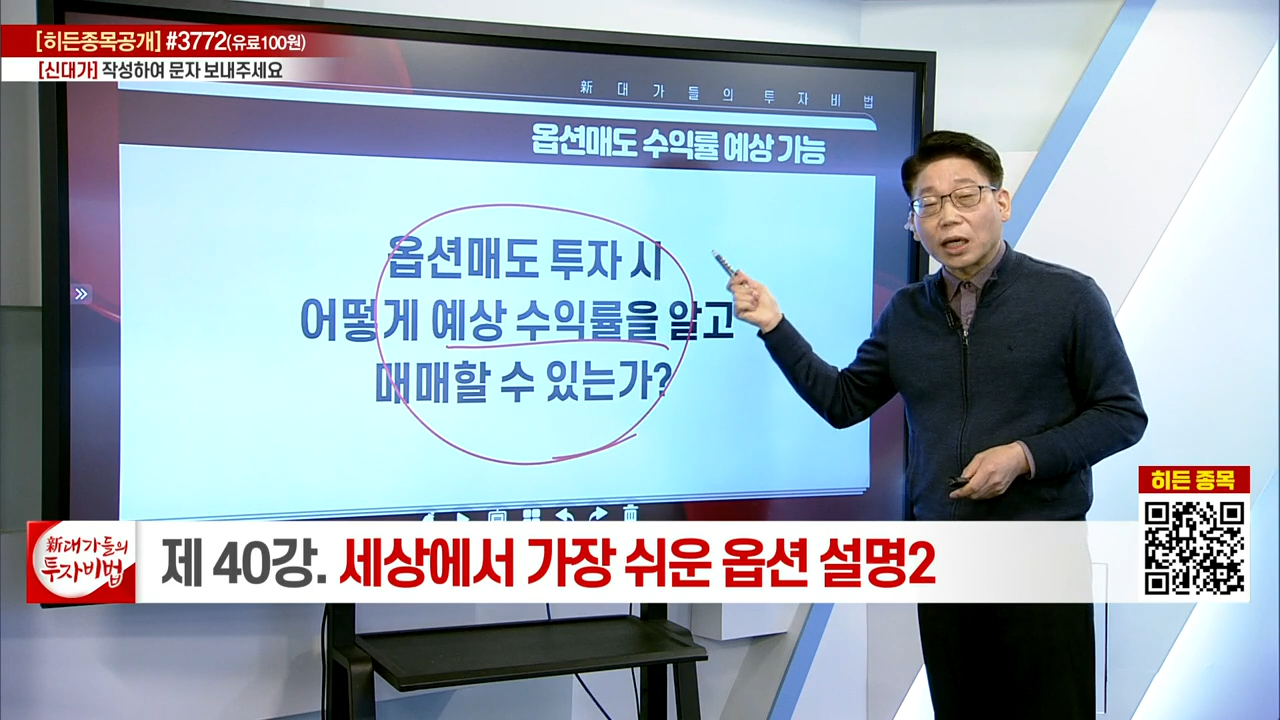 [히든종목공개] #3772(유료100원)
[신대가] 작성하여 문자 보내주세요
新 대 가 들 의 투 자 비 법
옵션매도 수익률 예상 가능
옵션매도 투자 시
어떻게 예상 수익률을 알고
매매할 수 있는가?
히든 종목
新대가들의
투자비법
제 40강. 세상에서 가장 쉬운 옵션 설명2